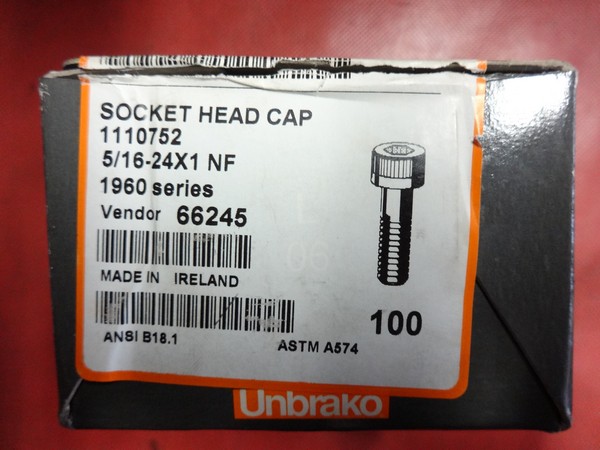 SOCKET HEAD CAP
1110752
5/16-24X1 NF
1960 series
Vendor 66245
MADE IN IRELAND
100
ANSI B18.1 ASTM A574
Unbrako